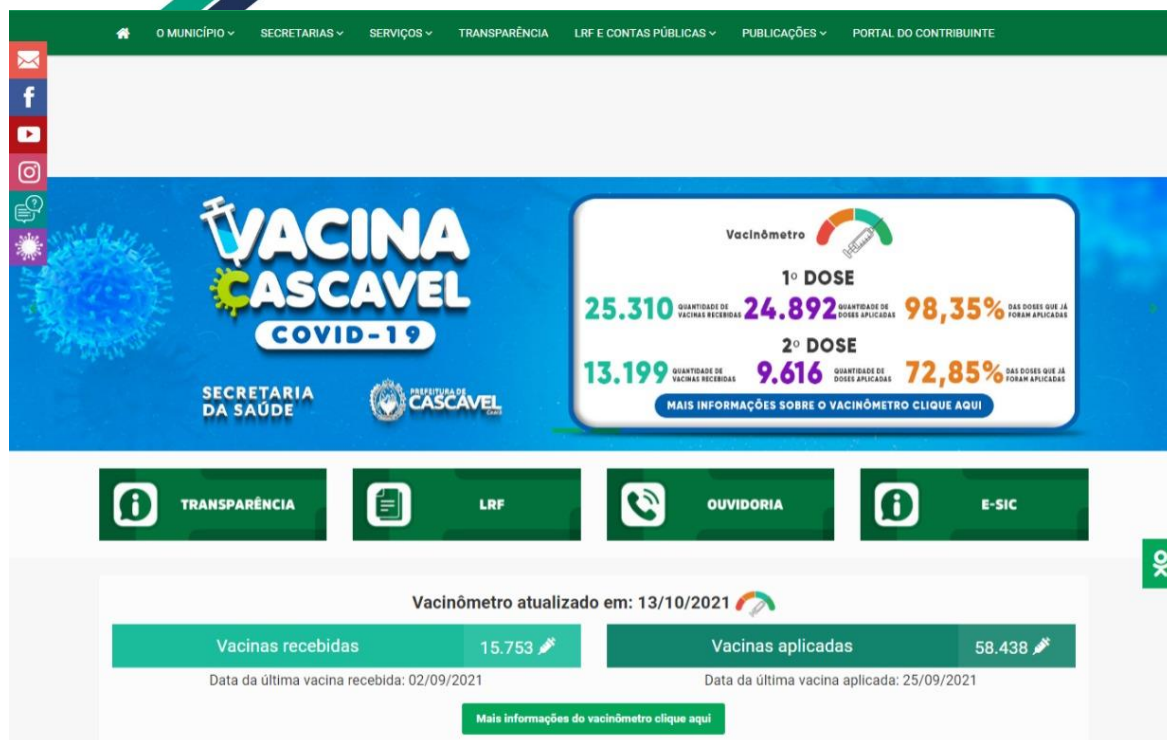 O MUNICÍPIO SECRETARIAS SERVIÇOS TRANSPARÊNCIA LRF E CONTAS PÚBLICAS PUBLICAÇÕES PORTAL DO CONTRIBUINTE
VACINA
CASCAVEL
COVID-19
SECRETARIA
DA SAÚDE
PREFEITURA DE
CASCAVEL
Vacinômetro
1º DOSE
25.310 QUANTIDADE DE VACINAS RECEBIDAS 24.892 QUANTIDADE DE DOSES APLICADAS 98,35% DAS DOSES QUE JÁ FORAM APLICADAS
2º DOSE
13.199 QUANTIDADE DE VACINAS RECEBIDAS 9.616 QUANTIDADE DE DOSES APLICADAS 72,85% DAS DOSES QUE JÁ FORAM APLICADAS
MAIS INFORMAÇÕES SOBRE O VACINÔMETRO CLIQUE AQUI
TRANSPARÊNCIA LRF OUVIDORIA E-SIC
Vacinômetro atualizado em: 13/10/2021
Vacinas recebidas 15.753 Vacinas aplicadas 58.438
Data da última vacina recebida: 02/09/2021 Data da última vacina aplicada: 25/09/2021
Mais informações do vacinômetro clique aqui